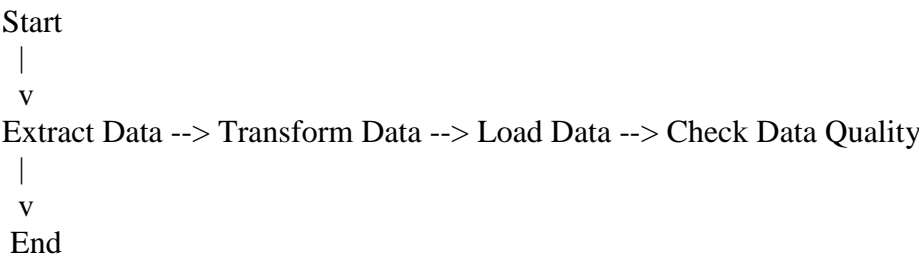 Start
|
v
Extract Data --> Transform Data --> Load Data --> Check Data Quality
|
v
End